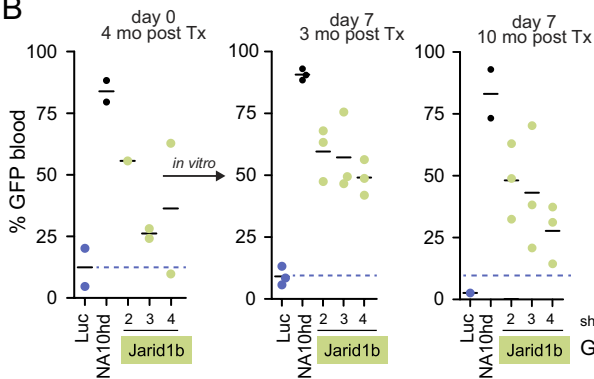 B
day 0
4 mo post Tx
day 7
3 mo post Tx
day 7
10 mo post Tx
% GFP blood
100
75
50
25
0
in vitro
100
75
50
25
0
100
75
50
25
0
Luc
NA10hd
2 3 4
Jarid1b
Luc
NA10hd
2 3 4
Jarid1b
Luc
NA10hd
2 3 4
sh
Jarid1b
G